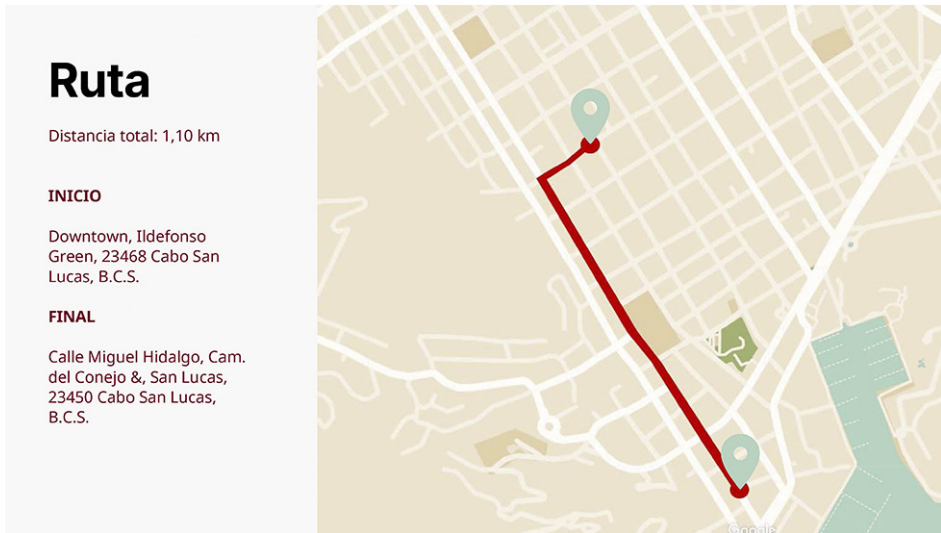 Ruta
Distancia total: 1,10 km
INICIO
Downtown, Ildefonso
Green, 23468 Cabo San
Lucas, B.C.S.
FINAL
Calle Miguel Hidalgo, Cam.
del Conejo &, San Lucas,
23450 Cabo San Lucas,
B.C.S.
Google